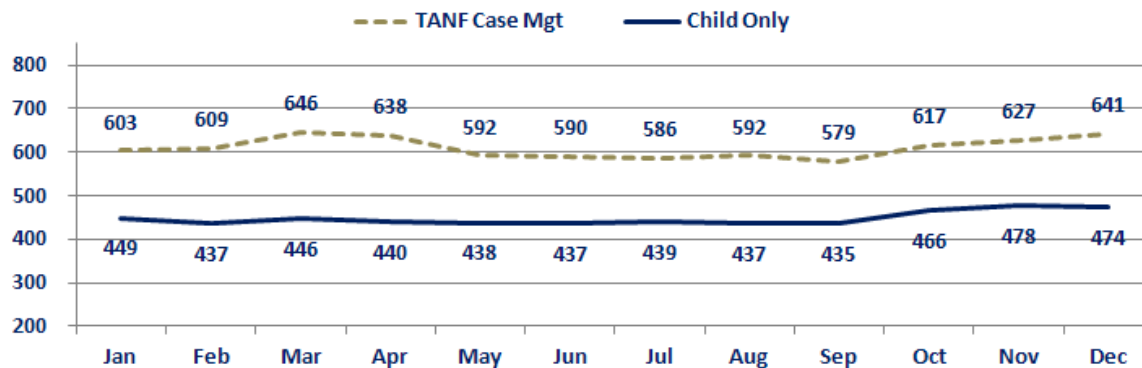 TANF Case Mgt Child Only
800
700
600
500
400
300
200
603 609 646 638 592 590 586 592 579 617 627 641
449 437 446 440 438 437 439 437 435 466 478 474
Jan Feb Mar Apr May Jun Jul Aug Sep Oct Nov Dec